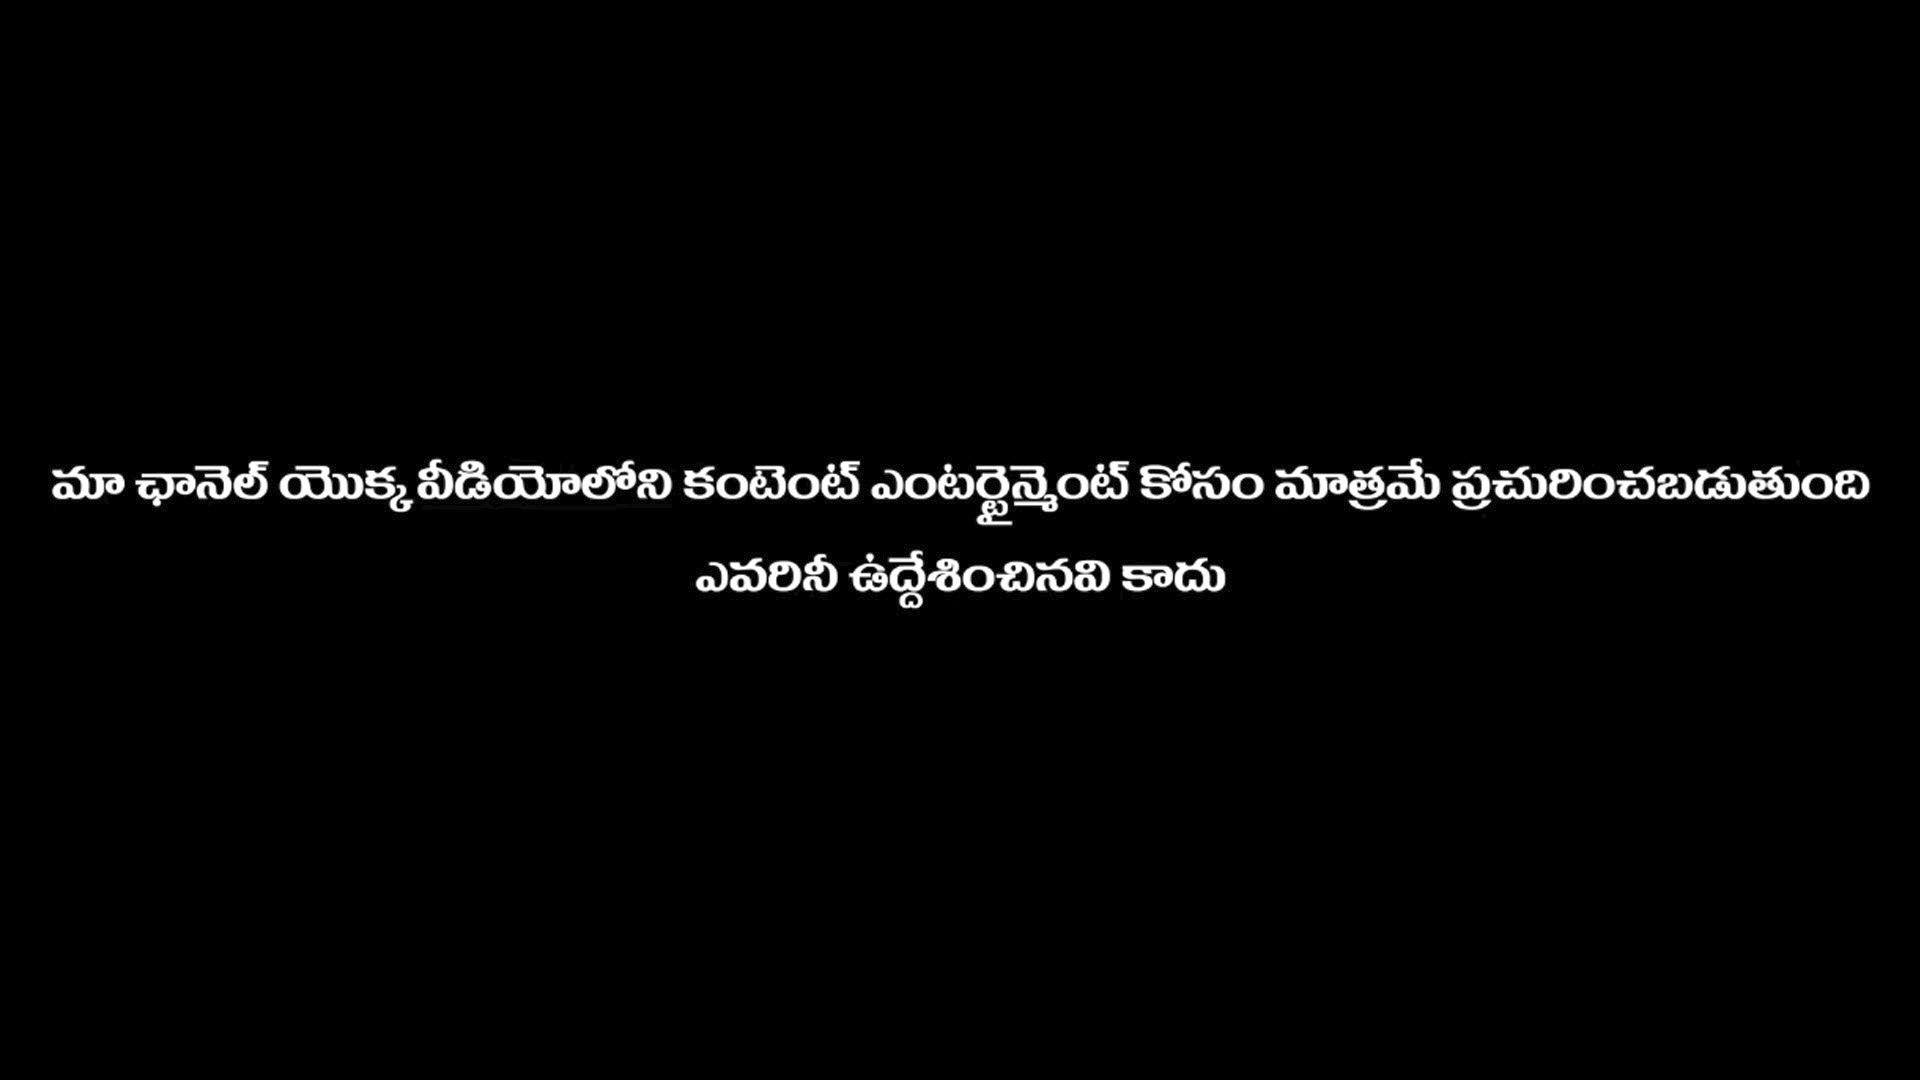 మా ఛానెల్ యొక్క వీడియోలోని కంటెంట్ ఎంటర్టైన్మెంట్ కోసం మాత్రమే ప్రచురించబడుతుంది
ఎవరినీ ఉద్దేశించినవి కాదు